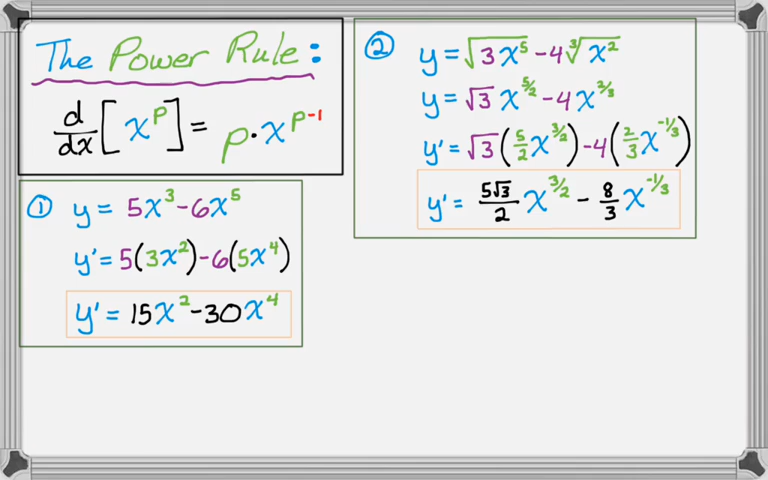 The Power Rule:
d/dx [x^p] = p·x^(p-1)
① y = 5x³-6x⁵
y' = 5(3x²)-6(5x⁴)
y' = 15x²-30x⁴
② y = √(3x⁵) -4∛(x²)
y = √3 x^(5/2) -4x^(2/3)
y' = √3(5/2 x^(3/2))-4(2/3 x^(-1/3))
y' = 5√3/2 x^(3/2) - 8/3 x^(-1/3)